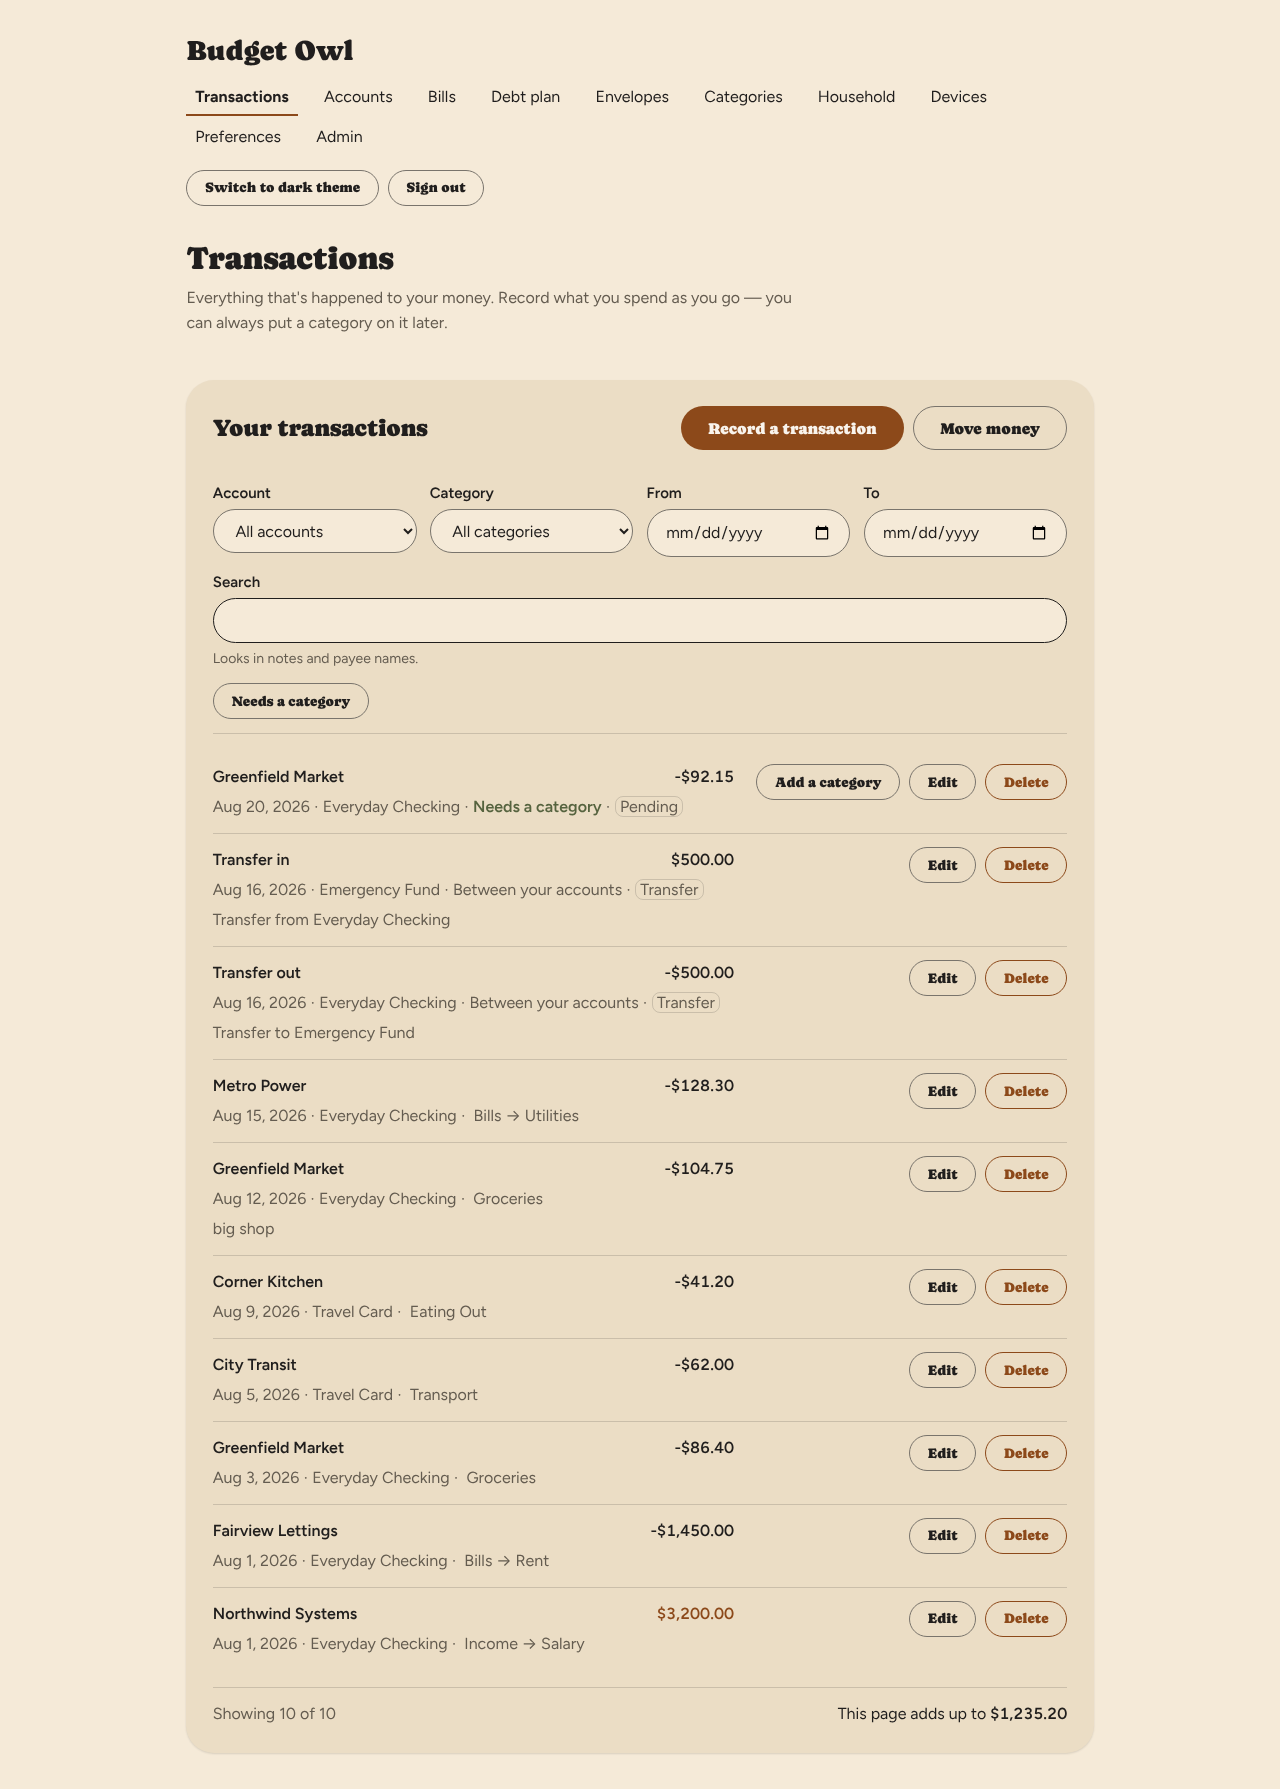 Budget Owl
Transactions Accounts Bills Debt plan Envelopes Categories Household Devices
Preferences Admin
Switch to dark theme Sign out
Transactions
Everything that's happened to your money. Record what you spend as you go — you
can always put a category on it later.
Your transactions Record a transaction Move money
Account Category From To
All accounts All categories mm/dd/yyyy mm/dd/yyyy
Search
Looks in notes and payee names.
Needs a category
Greenfield Market -$92.15 Add a category Edit Delete
Aug 20, 2026 · Everyday Checking · Needs a category · Pending
Transfer in $500.00 Edit Delete
Aug 16, 2026 · Emergency Fund · Between your accounts · Transfer
Transfer from Everyday Checking
Transfer out -$500.00 Edit Delete
Aug 16, 2026 · Everyday Checking · Between your accounts · Transfer
Transfer to Emergency Fund
Metro Power -$128.30 Edit Delete
Aug 15, 2026 · Everyday Checking · Bills → Utilities
Greenfield Market -$104.75 Edit Delete
Aug 12, 2026 · Everyday Checking · Groceries
big shop
Corner Kitchen -$41.20 Edit Delete
Aug 9, 2026 · Travel Card · Eating Out
City Transit -$62.00 Edit Delete
Aug 5, 2026 · Travel Card · Transport
Greenfield Market -$86.40 Edit Delete
Aug 3, 2026 · Everyday Checking · Groceries
Fairview Lettings -$1,450.00 Edit Delete
Aug 1, 2026 · Everyday Checking · Bills → Rent
Northwind Systems $3,200.00 Edit Delete
Aug 1, 2026 · Everyday Checking · Income → Salary
Showing 10 of 10 This page adds up to $1,235.20